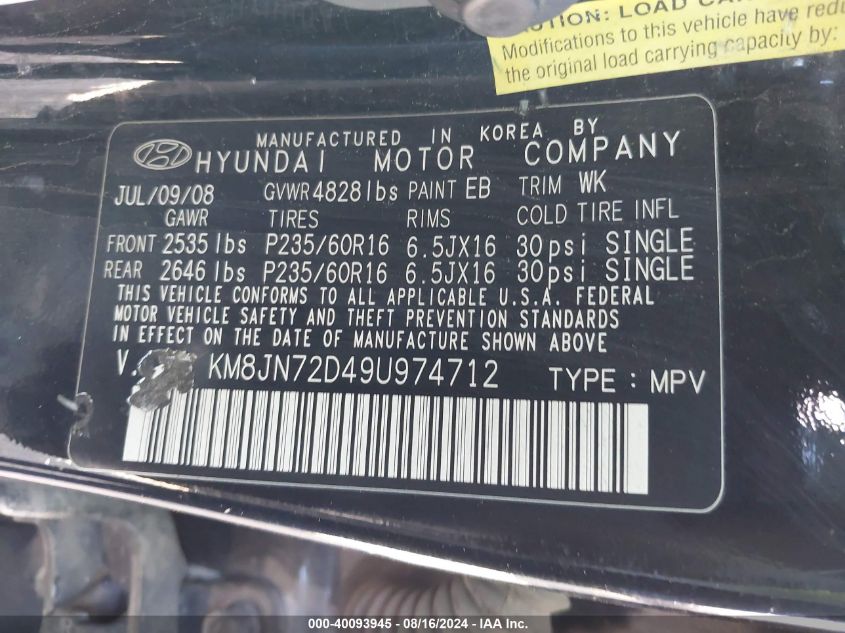 CAUTION: LOAD CAR
Modifications to this vehicle have redu
the original load carrying capacity by:
MANUFACTURED IN KOREA BY
HYUNDAI MOTOR COMPANY
JUL/09/08 GVWR 4828 lbs PAINT EB TRIM WK
GAWR TIRES RIMS COLD TIRE INFL
FRONT 2535 lbs P235/60R16 6.5JX16 30psi SINGLE
REAR 2646 lbs P235/60R16 6.5JX16 30psi SINGLE
THIS VEHICLE CONFORMS TO ALL APPLICABLE U.S.A. FEDERAL
MOTOR VEHICLE SAFETY AND THEFT PREVENTION STANDARDS
IN EFFECT ON THE DATE OF MANUFACTURE SHOWN ABOVE
V. KM8JN72D49U974712 TYPE : MPV
000-40093945 - 08/16/2024 - IAA Inc.